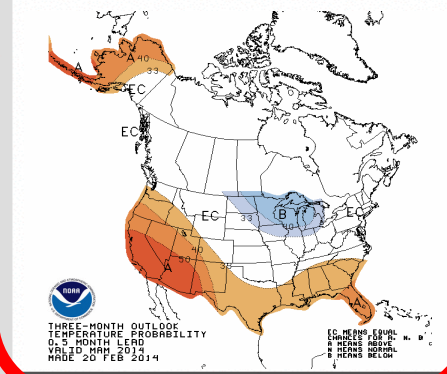 A 40
A 33
EC
EC
EC
33 B EC
40
40
50
A 33
A
NOAA
THREE-MONTH OUTLOOK
TEMPERATURE PROBABILITY
0.5 MONTH LEAD
VALID MAM 2014
MADE 20 FEB 2014
EC MEANS EQUAL
CHANCES FOR A, N, B
A MEANS ABOVE
N MEANS NORMAL
B MEANS BELOW